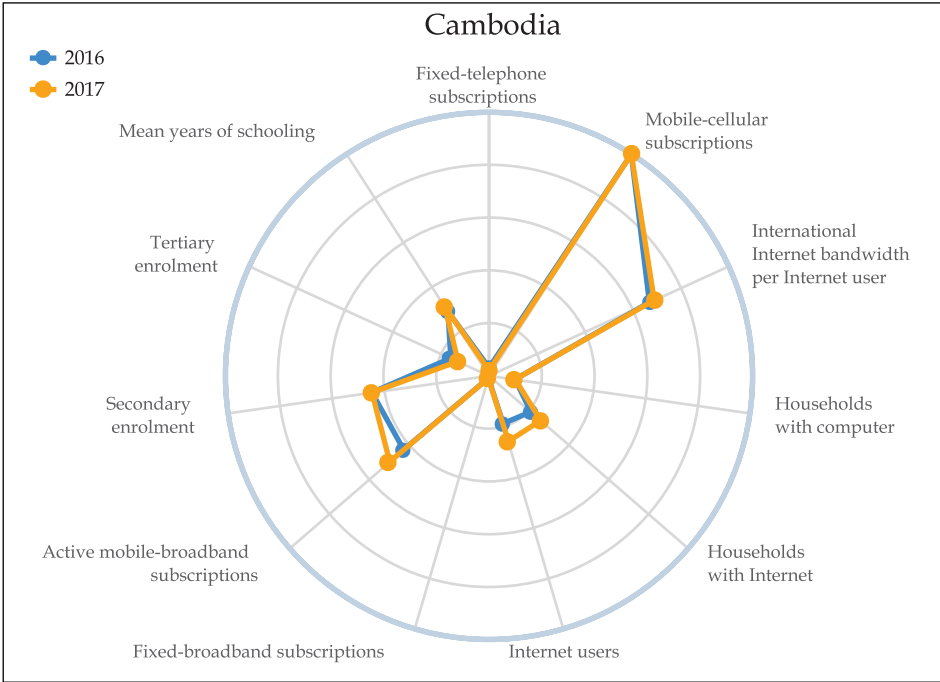 Cambodia
2016
2017
Fixed-telephone
subscriptions
Mobile-cellular
subscriptions
Mean years of schooling
International
Internet bandwidth
per Internet user
Tertiary
enrolment
Secondary
enrolment
Households
with computer
Active mobile-broadband
subscriptions
Households
with Internet
Fixed-broadband subscriptions
Internet users